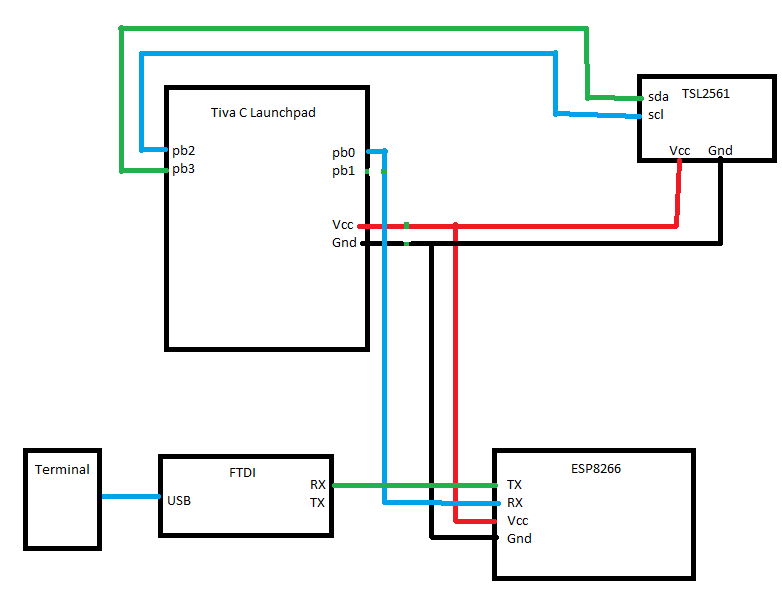 TSL2561
sda
scl
Vcc Gnd
Tiva C Launchpad
pb2
pb3
pb0
pb1
Vcc
Gnd
Terminal
FTDI
USB
RX
TX
ESP8266
TX
RX
Vcc
Gnd